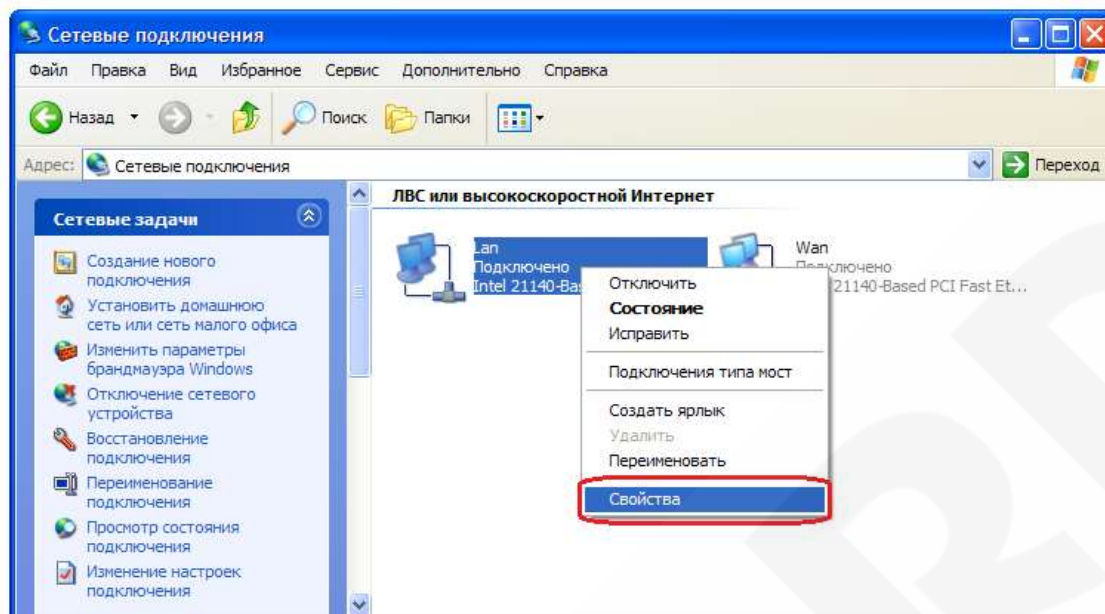 Сетевые подключения
Файл Правка Вид Избранное Сервис Дополнительно Справка
Назад Поиск Папки
Адрес: Сетевые подключения Переход
Сетевые задачи
Создание нового
подключения
Установить домашнюю
сеть или сеть малого офиса
Изменить параметры
брандмауэра Windows
Отключение сетевого
устройства
Восстановление
подключения
Переименование
подключения
Просмотр состояния
подключения
Изменение настроек
подключения
ЛВС или высокоскоростной Интернет
Lan
Подключено
Intel 21140-Ba
Wan
Подключено
21140-Based PCI Fast Et...
Отключить
Состояние
Исправить
Подключения типа мост
Создать ярлык
Удалить
Переименовать
Свойства